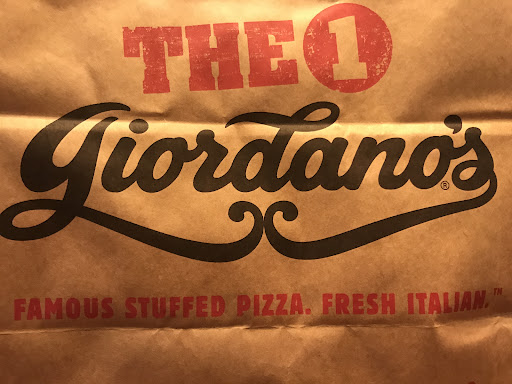 THE 1
Giordano's®
FAMOUS STUFFED PIZZA. FRESH ITALIAN.™